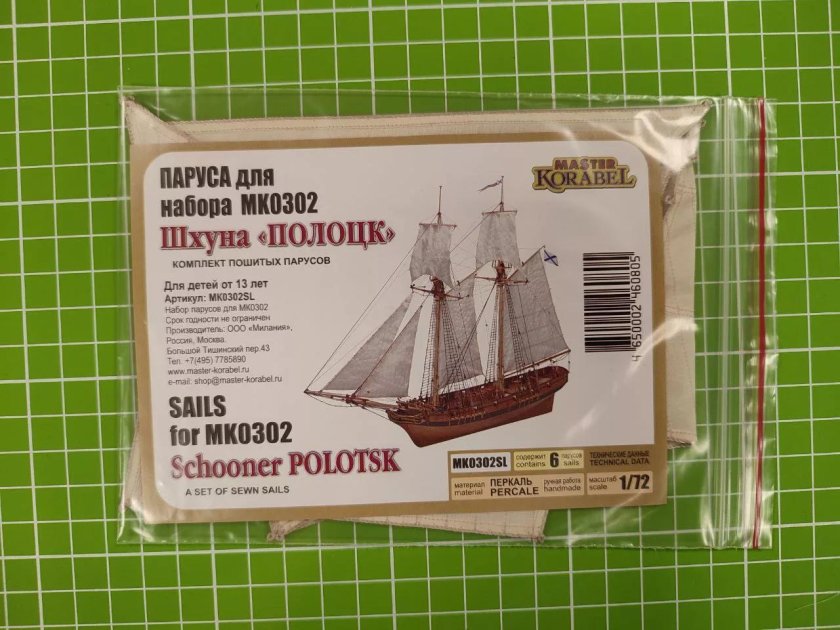 ПАРУСА для
набора МК0302
Шхуна «ПОЛОЦК»
КОМПЛЕКТ ПОШИТЫХ ПАРУСОВ
Для детей от 13 лет
Артикул: MK0302SL
Набор парусов для МК0302
Срок годности не ограничен
Производитель: ООО «Милания»,
Россия, Москва.
Большой Тишинский пер.43
Тел. +7(495) 7785890
www.master-korabel.ru
e-mail: shop@master-korabel.ru
SAILS
for MK0302
Schooner POLOTSK
A SET OF SEWN SAILS
MASTER
KORABEL
4 650002 460805
MK0302SL
содержит 6 парусов
contains sails
ТЕХНИЧЕСКИЕ ДАННЫЕ
TECHNICAL DATA
материал ПЕРКАЛЬ ручная работа
material PERCALE handmade
масштаб 1/72
scale